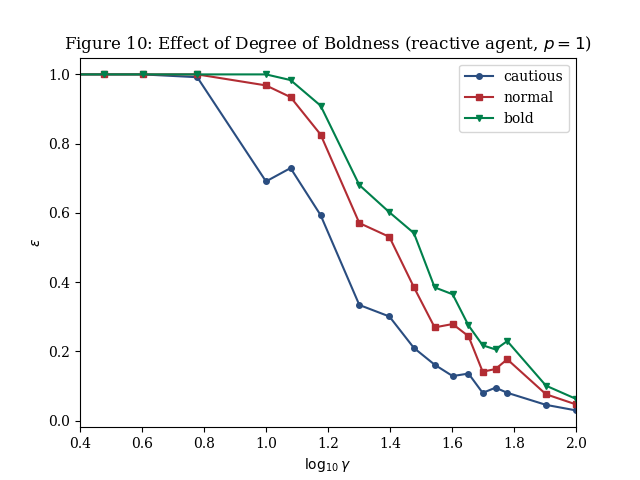 Figure 10: Effect of Degree of Boldness (reactive agent, p = 1)
cautious
normal
bold
ε
1.0
0.8
0.6
0.4
0.2
0.0
0.4 0.6 0.8 1.0 1.2 1.4 1.6 1.8 2.0
log₁₀ γ